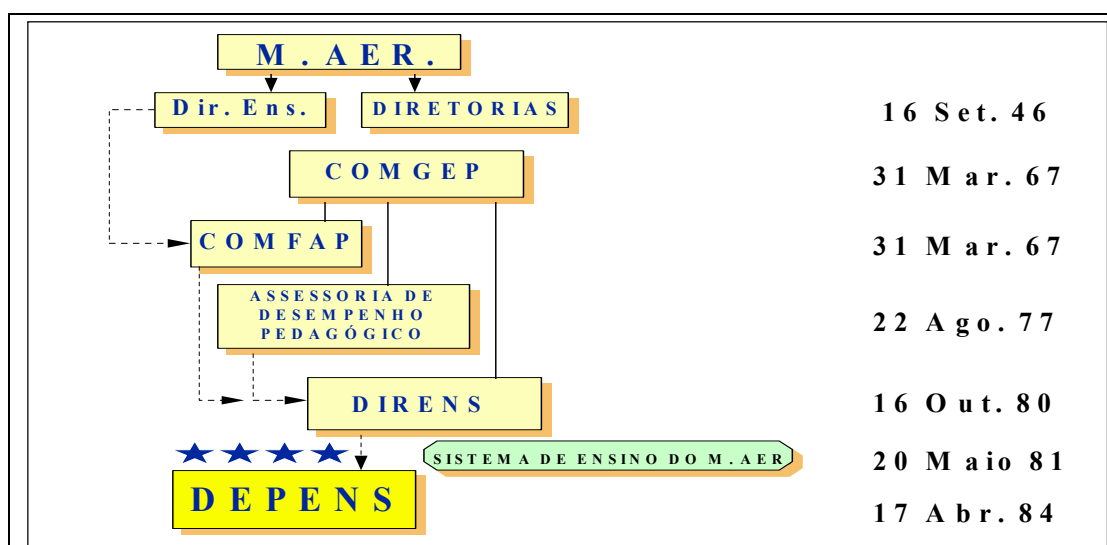 M. AER.
Dir. Ens.
DIRETORIAS
16 Set. 46
COMGEP
31 Mar. 67
COMFAP
31 Mar. 67
ASSESSORIA DE
DESEMPENHO
PEDAGÓGICO
22 Ago. 77
DIRENS
16 Out. 80
SISTEMA DE ENSINO DO M.AER
20 Maio 81
DEPENS
17 Abr. 84